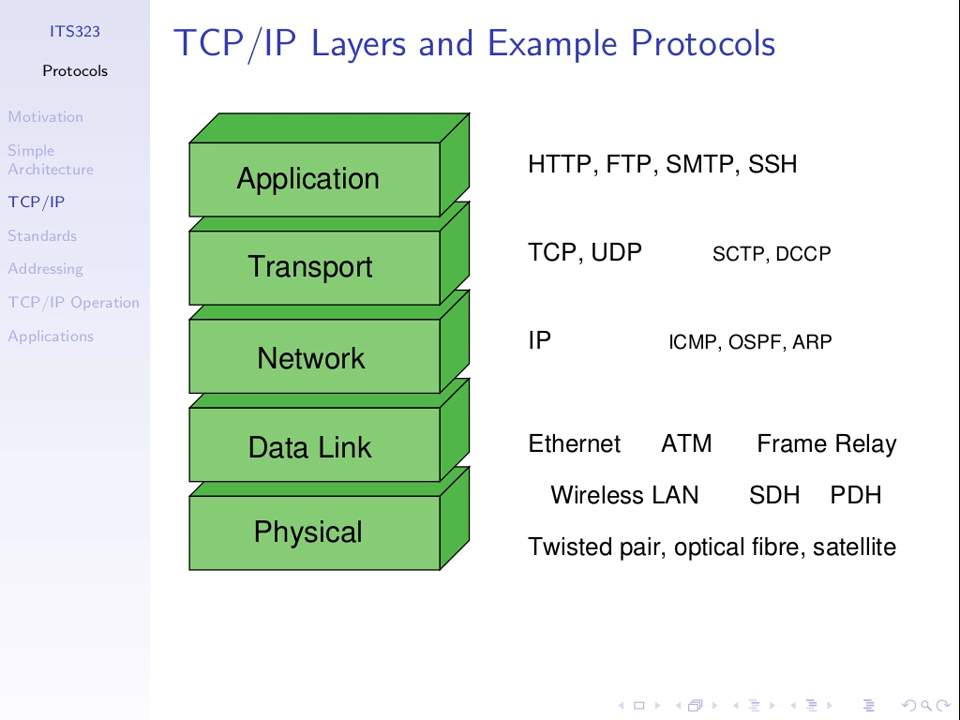 ITS323
Protocols
Motivation
Simple
Architecture
TCP/IP
Standards
Addressing
TCP/IP Operation
Applications
TCP/IP Layers and Example Protocols
Application
HTTP, FTP, SMTP, SSH
Transport
TCP, UDP SCTP, DCCP
Network
IP ICMP, OSPF, ARP
Data Link
Ethernet ATM Frame Relay
Wireless LAN SDH PDH
Physical
Twisted pair, optical fibre, satellite